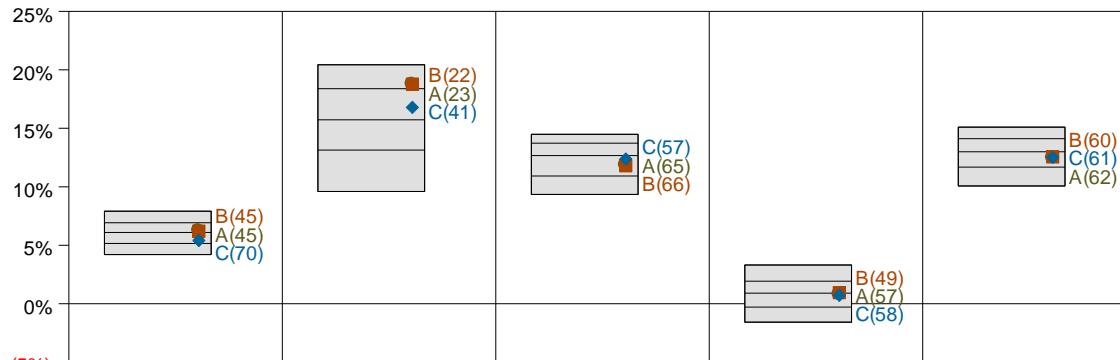 25%
20%
15%
10%
5%
0%
B(45)
A(45)
C(70)
B(22)
A(23)
C(41)
C(57)
A(65)
B(66)
B(49)
A(57)
C(58)
B(60)
C(61)
A(62)